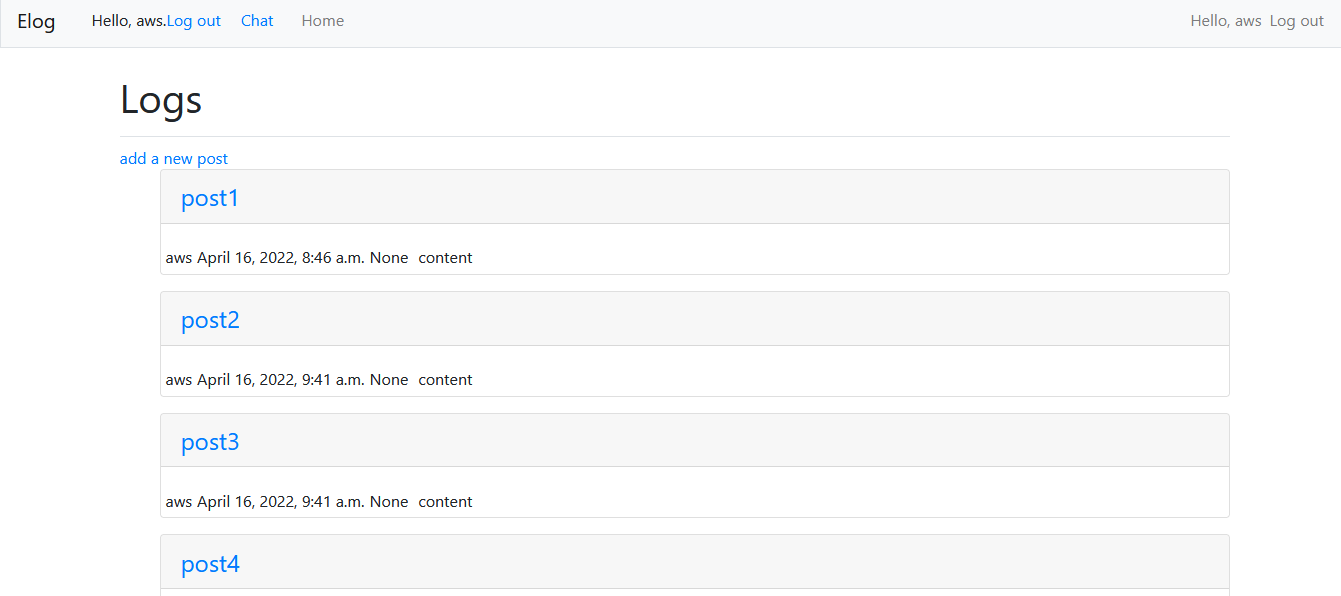 Elog Hello, aws.Log out Chat Home Hello, aws Log out
Logs
add a new post
post1
aws April 16, 2022, 8:46 a.m. None content
post2
aws April 16, 2022, 9:41 a.m. None content
post3
aws April 16, 2022, 9:41 a.m. None content
post4